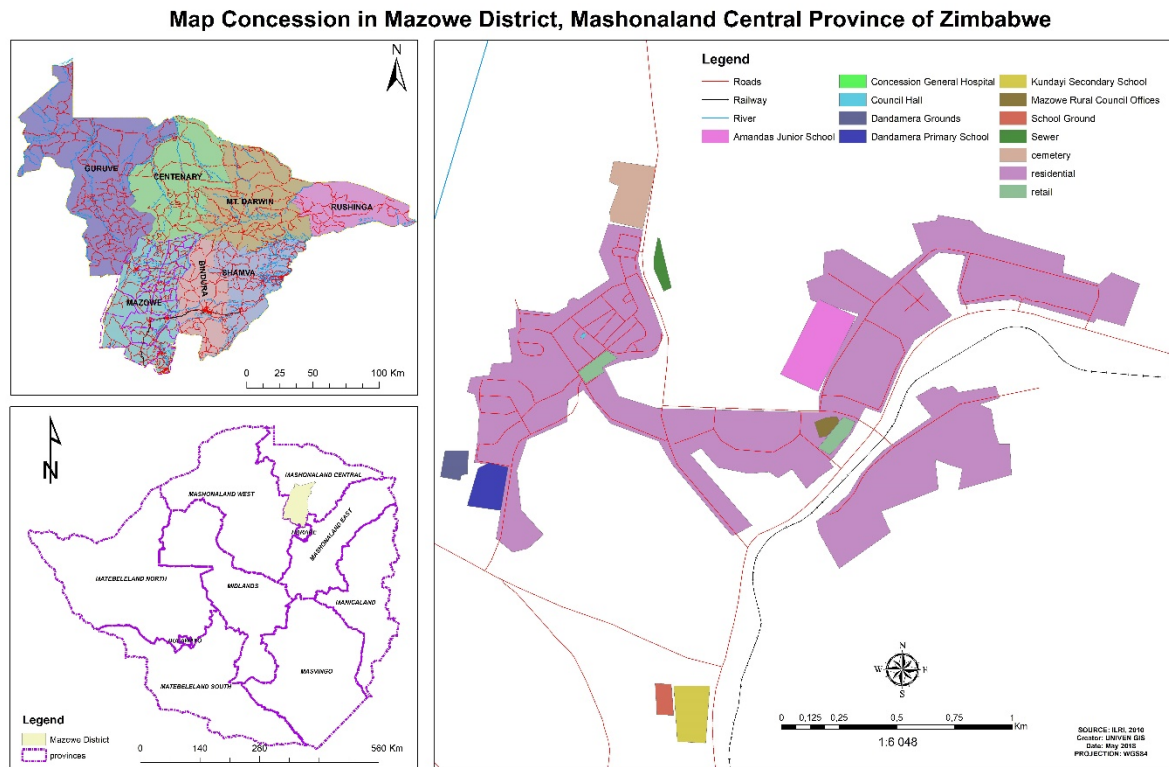 Map Concession in Mazowe District, Mashonaland Central Province of Zimbabwe
N
GURUVE
CENTENARY
MT. DARWIN
RUSHINGA
BINDURA
SHAMVA
MAZOWE
0 25 50 100 Km
N
MASHONALAND CENTRAL
MASHONALAND WEST
HARARE
MASHONALAND EAST
MATEBELELAND NORTH
MIDLANDS
MANICALAND
BULAWAYO
MASVINGO
MATEBELELAND SOUTH
Legend
Mazowe District
provinces
0 140 280 560 Km
Legend
Roads
Railway
River
Amandas Junior School
Concession General Hospital
Council Hall
Dandamera Grounds
Dandamera Primary School
Kundayi Secondary School
Mazowe Rural Council Offices
School Ground
Sewer
cemetery
residential
retail
N
W E
S
0 0,125 0,25 0,5 0,75 1
Km
1:6 048
SOURCE: ILRI, 2010
Creator: UNIVEN GIS
Date: May 2018
PROJECTION: WGS84